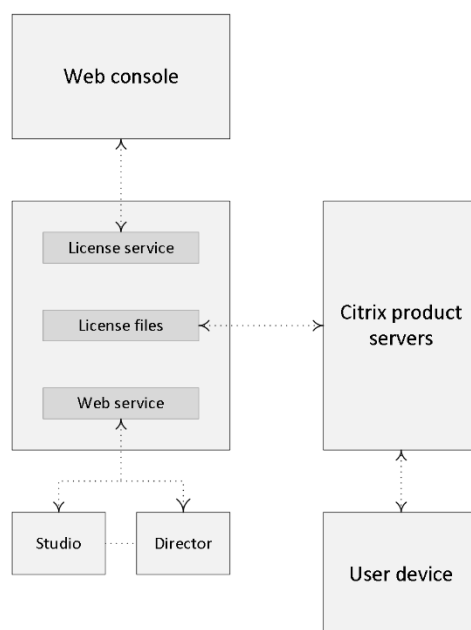 Web console
License service
License files
Web service
Citrix product
servers
Studio
Director
User device